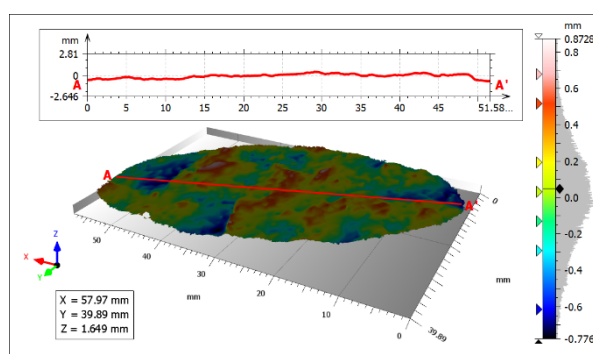 mm
2.81
0
-2.646
A
A'
0 5 10 15 20 25 30 35 40 45 51.58...
mm
0.8728
0.8
0.6
0.4
0.2
0.0
-0.2
-0.4
-0.6
-0.776
A
A'
0
50
40
30
20
10
0
mm
mm
39.89
Z
X
Y
X = 57.97 mm
Y = 39.89 mm
Z = 1.649 mm